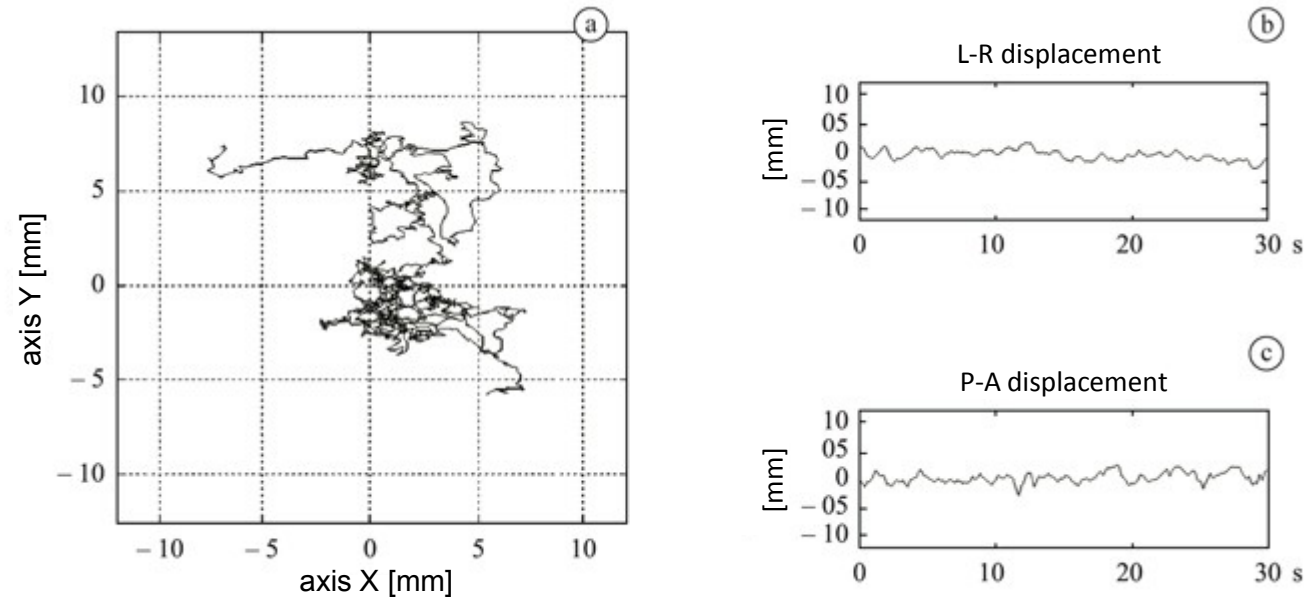 a
10
5
0
– 5
– 10
axis Y [mm]
– 10 – 5 0 5 10
axis X [mm]
b
L-R displacement
10
05
0
– 05
– 10
[mm]
0 10 20 30 s
c
P-A displacement
10
05
0
– 05
– 10
[mm]
0 10 20 30 s